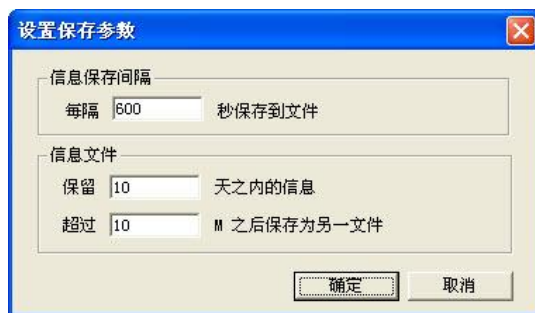 设置保存参数
信息保存间隔
每隔 600 秒保存到文件
信息文件
保留 10 天之内的信息
超过 10 M 之后保存为另一文件
确定 取消